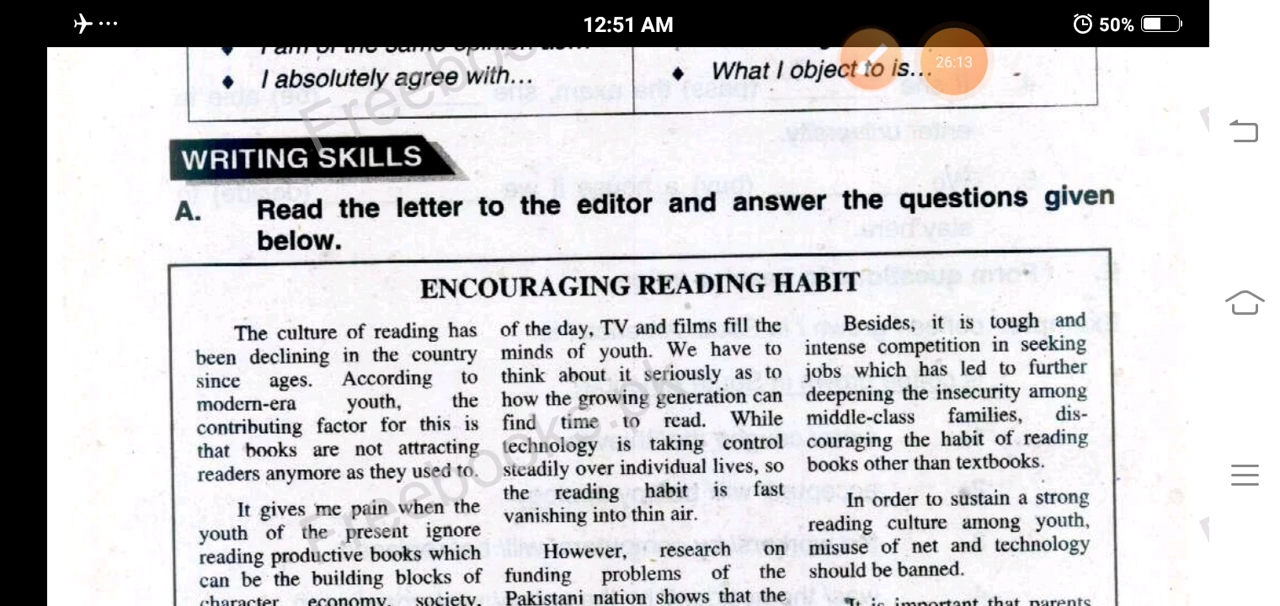 12:51 AM
50%
26:13
I am of the same opinion as...
I absolutely agree with...
What I object to is...
WRITING SKILLS
A. Read the letter to the editor and answer the questions given
below.
ENCOURAGING READING HABIT
The culture of reading has
been declining in the country
since ages. According to
modern-era youth, the
contributing factor for this is
that books are not attracting
readers anymore as they used to.
It gives me pain when the
youth of the present ignore
reading productive books which
can be the building blocks of
character, economy, society,
of the day, TV and films fill the
minds of youth. We have to
think about it seriously as to
how the growing generation can
find time to read. While
technology is taking control
steadily over individual lives, so
the reading habit is fast
vanishing into thin air.
However, research on
funding problems of the
Pakistani nation shows that the
Besides, it is tough and
intense competition in seeking
jobs which has led to further
deepening the insecurity among
middle-class families, dis-
couraging the habit of reading
books other than textbooks.
In order to sustain a strong
reading culture among youth,
misuse of net and technology
should be banned.
It is important that parents
Freebooks.pk